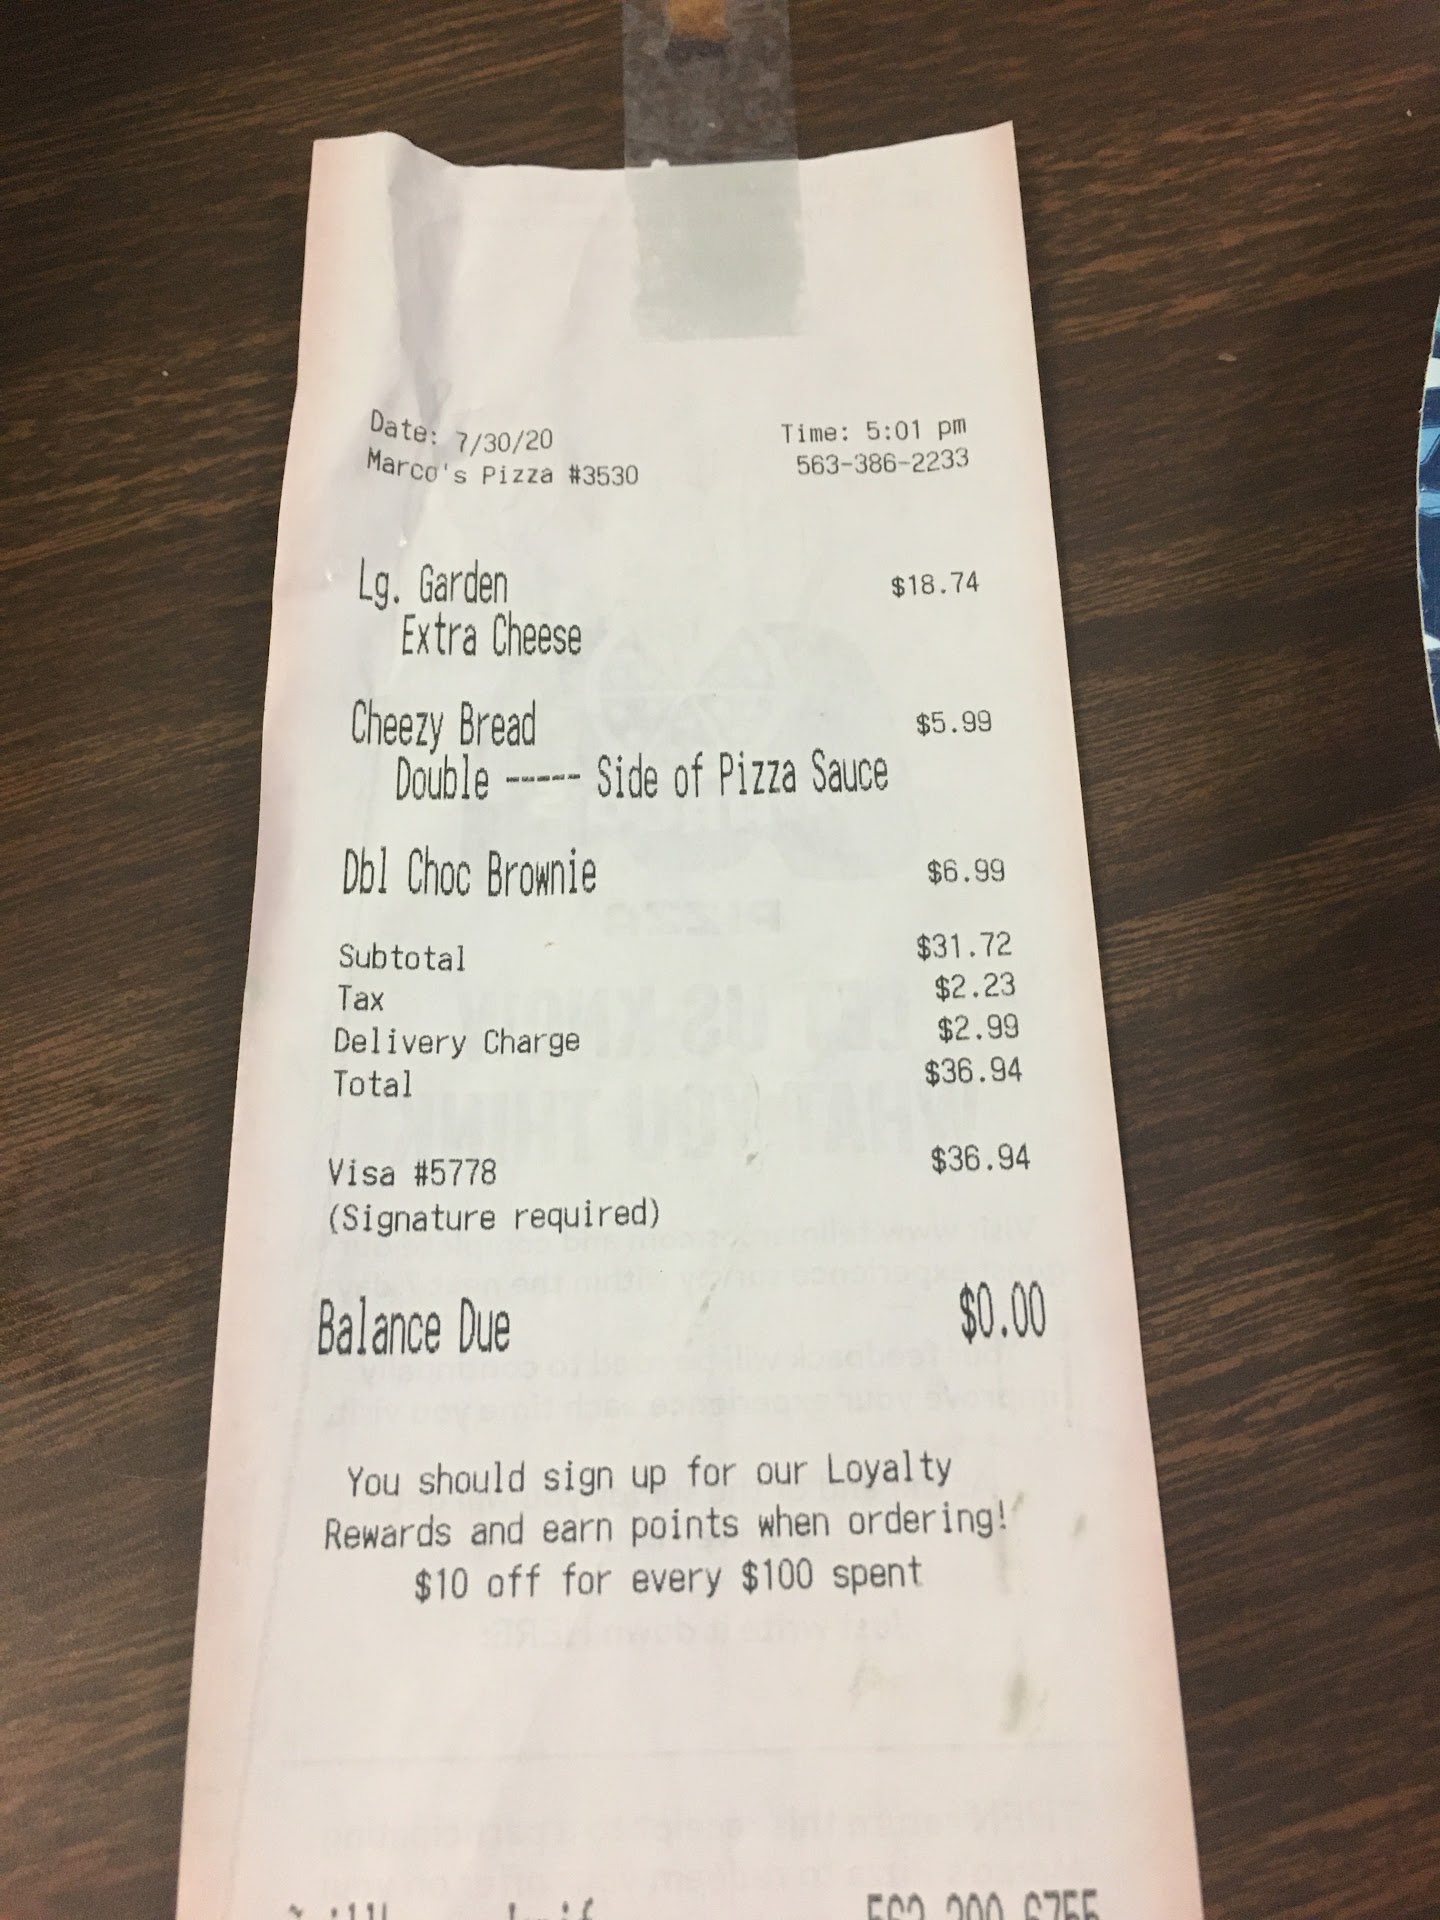 Date: 7/30/20 Time: 5:01 pm
Marco's Pizza #3530 563-386-2233
Lg. Garden $18.74
Extra Cheese
Cheezy Bread $5.99
Double ----- Side of Pizza Sauce
Dbl Choc Brownie $6.99
Subtotal $31.72
Tax $2.23
Delivery Charge $2.99
Total $36.94
Visa #5778 $36.94
(Signature required)
Balance Due $0.00
You should sign up for our Loyalty
Rewards and earn points when ordering!
$10 off for every $100 spent